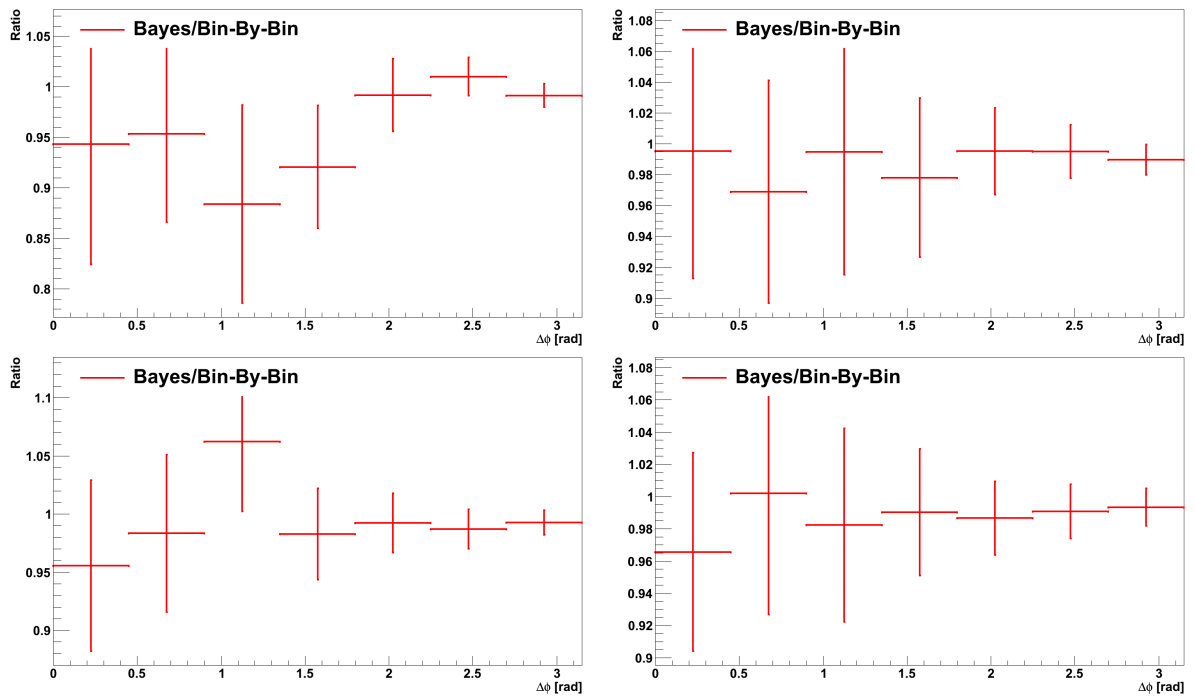 Ratio
Bayes/Bin-By-Bin
1.05
1
0.95
0.9
0.85
0.8
0 0.5 1 1.5 2 2.5 3
Δϕ [rad]
Ratio
Bayes/Bin-By-Bin
1.08
1.06
1.04
1.02
1
0.98
0.96
0.94
0.92
0.9
0 0.5 1 1.5 2 2.5 3
Δϕ [rad]
Ratio
Bayes/Bin-By-Bin
1.1
1.05
1
0.95
0.9
0 0.5 1 1.5 2 2.5 3
Δϕ [rad]
Ratio
Bayes/Bin-By-Bin
1.08
1.06
1.04
1.02
1
0.98
0.96
0.94
0.92
0.9
0 0.5 1 1.5 2 2.5 3
Δϕ [rad]